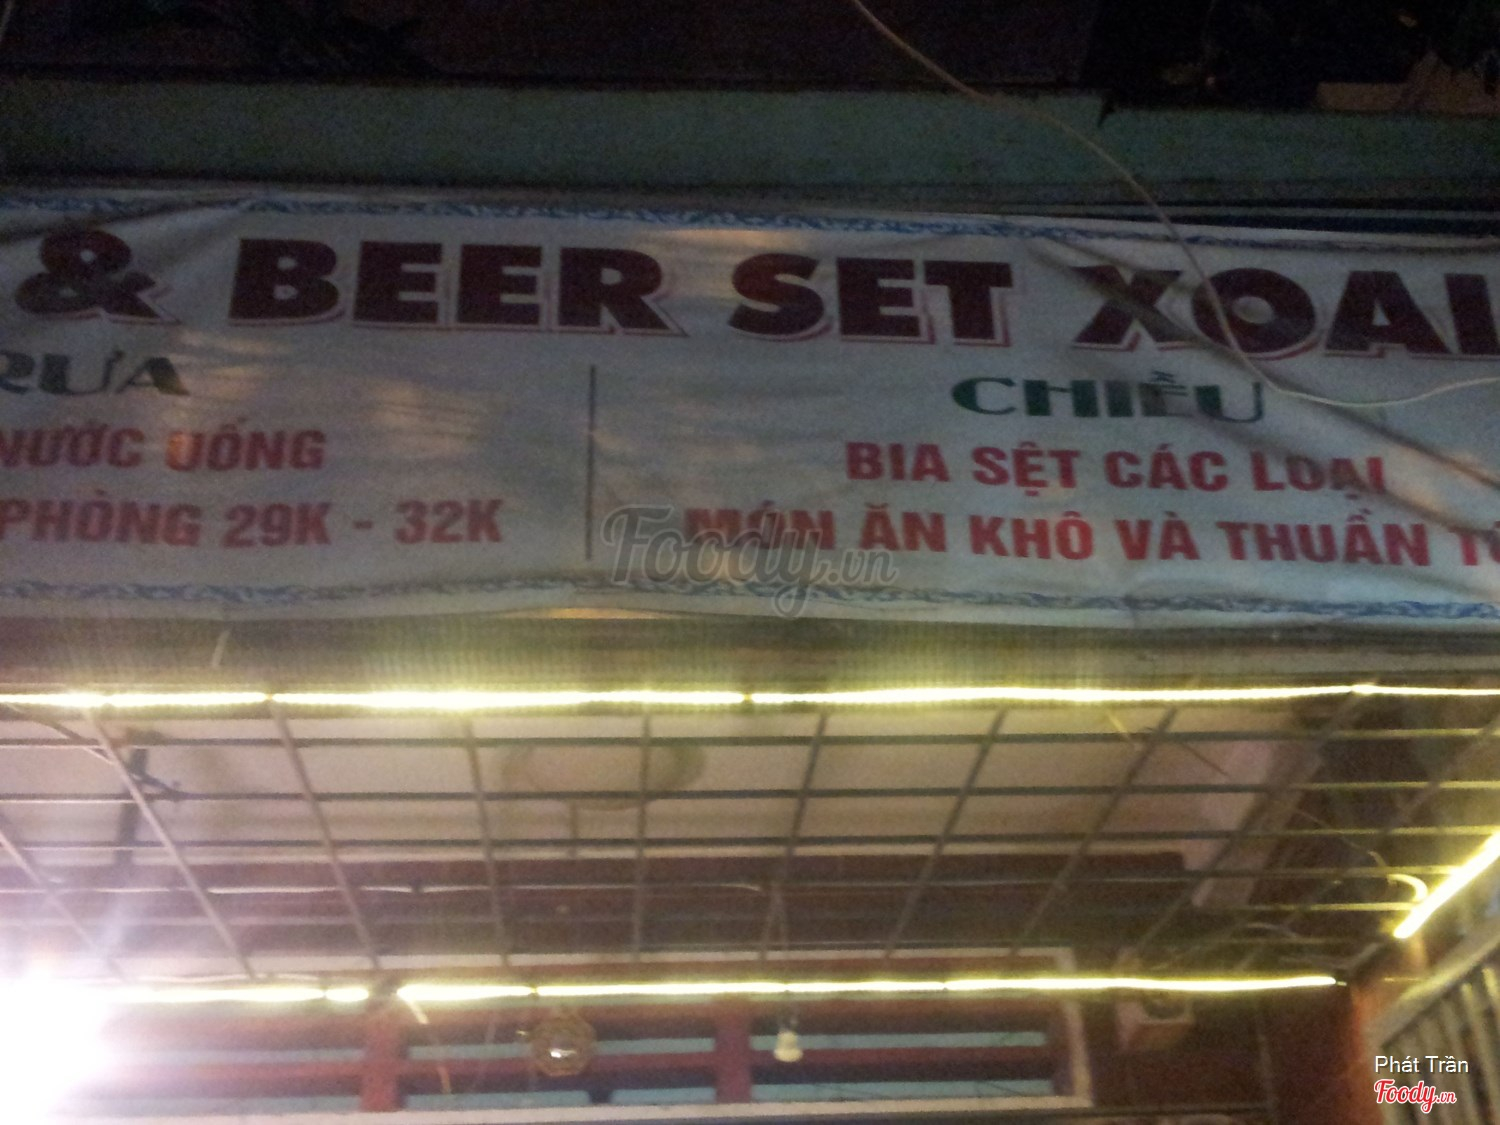 & BEER SET XOAI
RƯA
CHIỀU
NƯỚC UỐNG
PHÒNG 29K - 32K
BIA SỆT CÁC LOẠI
MÓN ĂN KHÔ VÀ THUẦN
Foody.vn
Phát Trần
Foody.vn